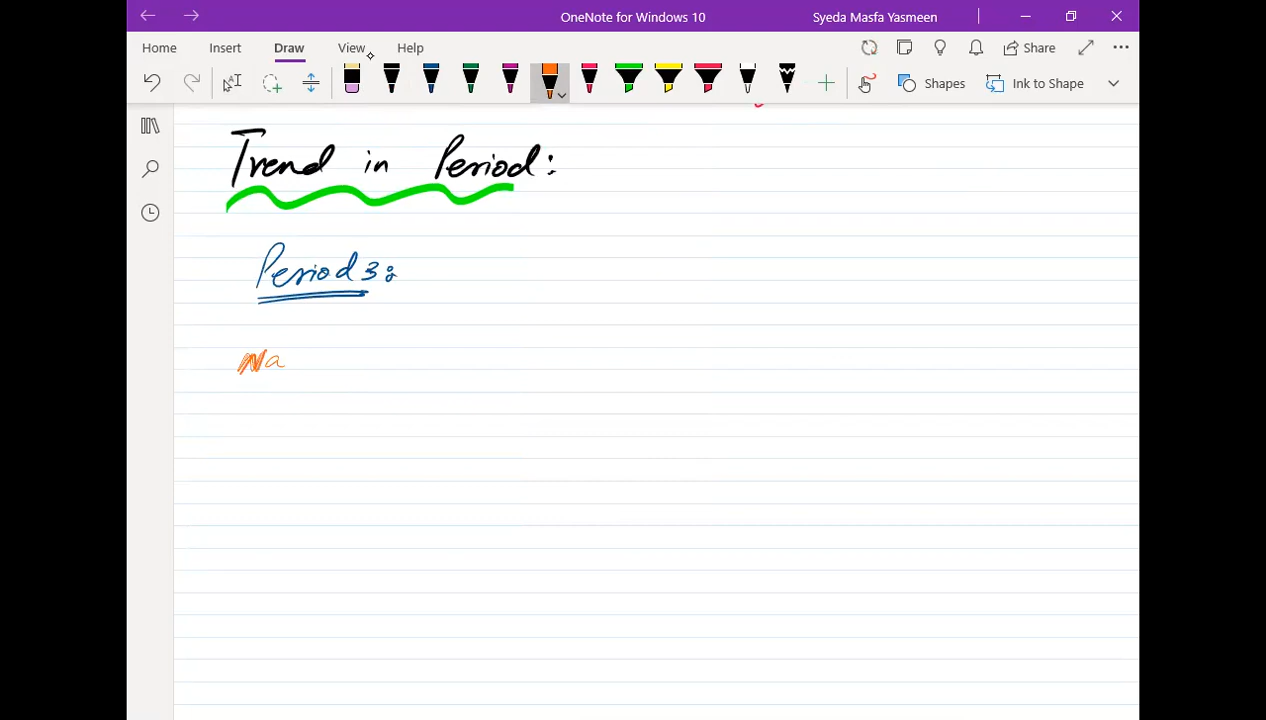 OneNote for Windows 10
Syeda Masfa Yasmeen
Home Insert Draw View Help
Share
Shapes
Ink to Shape
Trend in Period:
Period 3:
Na